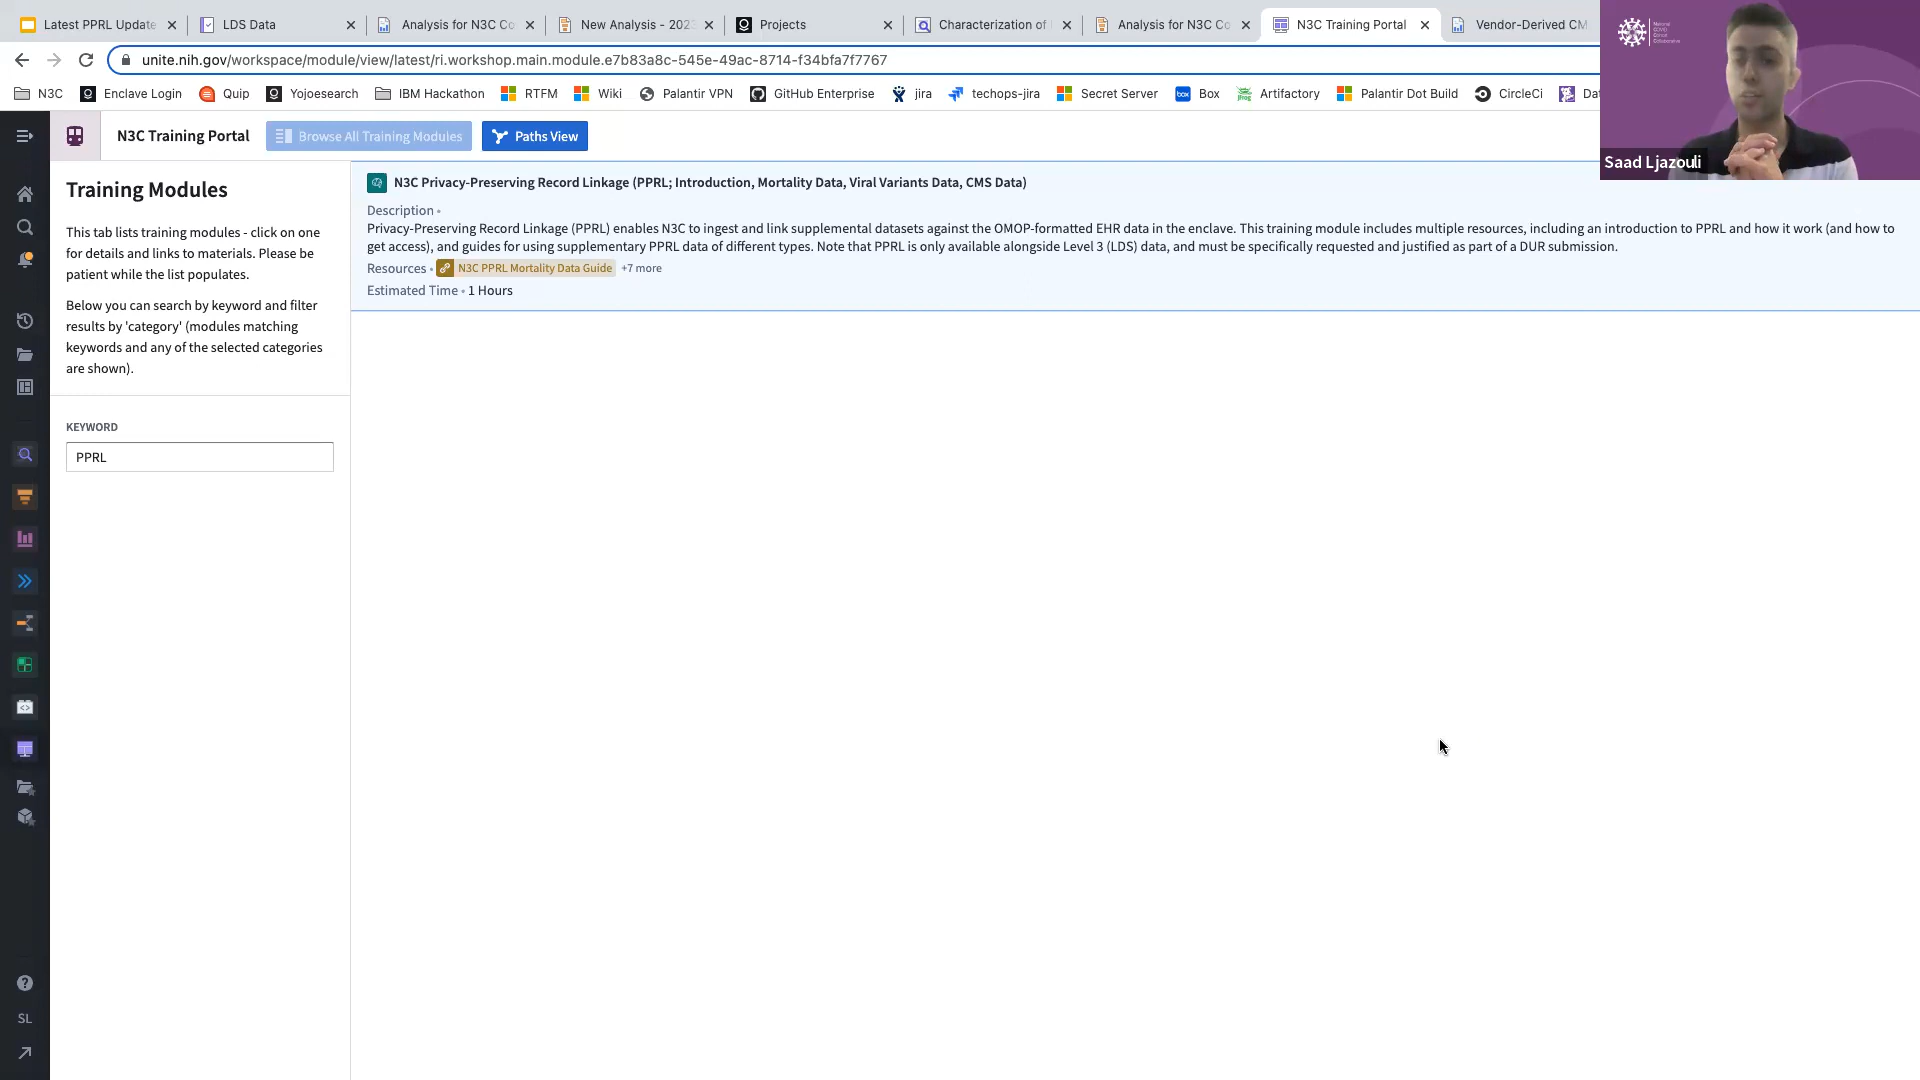 Latest PPRL Update
LDS Data
Analysis for N3C Co
New Analysis - 2023
Projects
Characterization of
Analysis for N3C Co
N3C Training Portal
Vendor-Derived CM
unite.nih.gov/workspace/module/view/latest/ri.workshop.main.module.e7b83a8c-545e-49ac-8714-f34bfa7f7767
N3C
Enclave Login
Quip
Yojoesearch
IBM Hackathon
RTFM
Wiki
Palantir VPN
GitHub Enterprise
jira
techops-jira
Secret Server
Box
Artifactory
Palantir Dot Build
CircleCi
Dat
Saad Ljazouli
N3C Training Portal
Browse All Training Modules
Paths View
Training Modules
This tab lists training modules - click on one
for details and links to materials. Please be
patient while the list populates.
Below you can search by keyword and filter
results by 'category' (modules matching
keywords and any of the selected categories
are shown).
KEYWORD
PPRL
N3C Privacy-Preserving Record Linkage (PPRL; Introduction, Mortality Data, Viral Variants Data, CMS Data)
Description •
Privacy-Preserving Record Linkage (PPRL) enables N3C to ingest and link supplemental datasets against the OMOP-formatted EHR data in the enclave. This training module includes multiple resources, including an introduction to PPRL and how it work (and how to
get access), and guides for using supplementary PPRL data of different types. Note that PPRL is only available alongside Level 3 (LDS) data, and must be specifically requested and justified as part of a DUR submission.
Resources • N3C PPRL Mortality Data Guide +7 more
Estimated Time • 1 Hours
SL